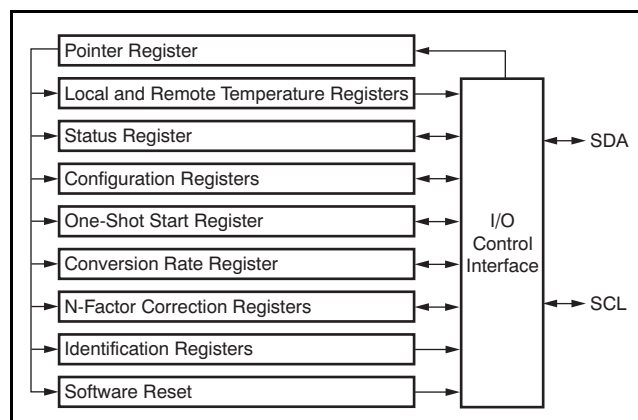 Pointer Register
Local and Remote Temperature Registers
Status Register
Configuration Registers
One-Shot Start Register
Conversion Rate Register
N-Factor Correction Registers
Identification Registers
Software Reset
I/O
Control
Interface
SDA
SCL